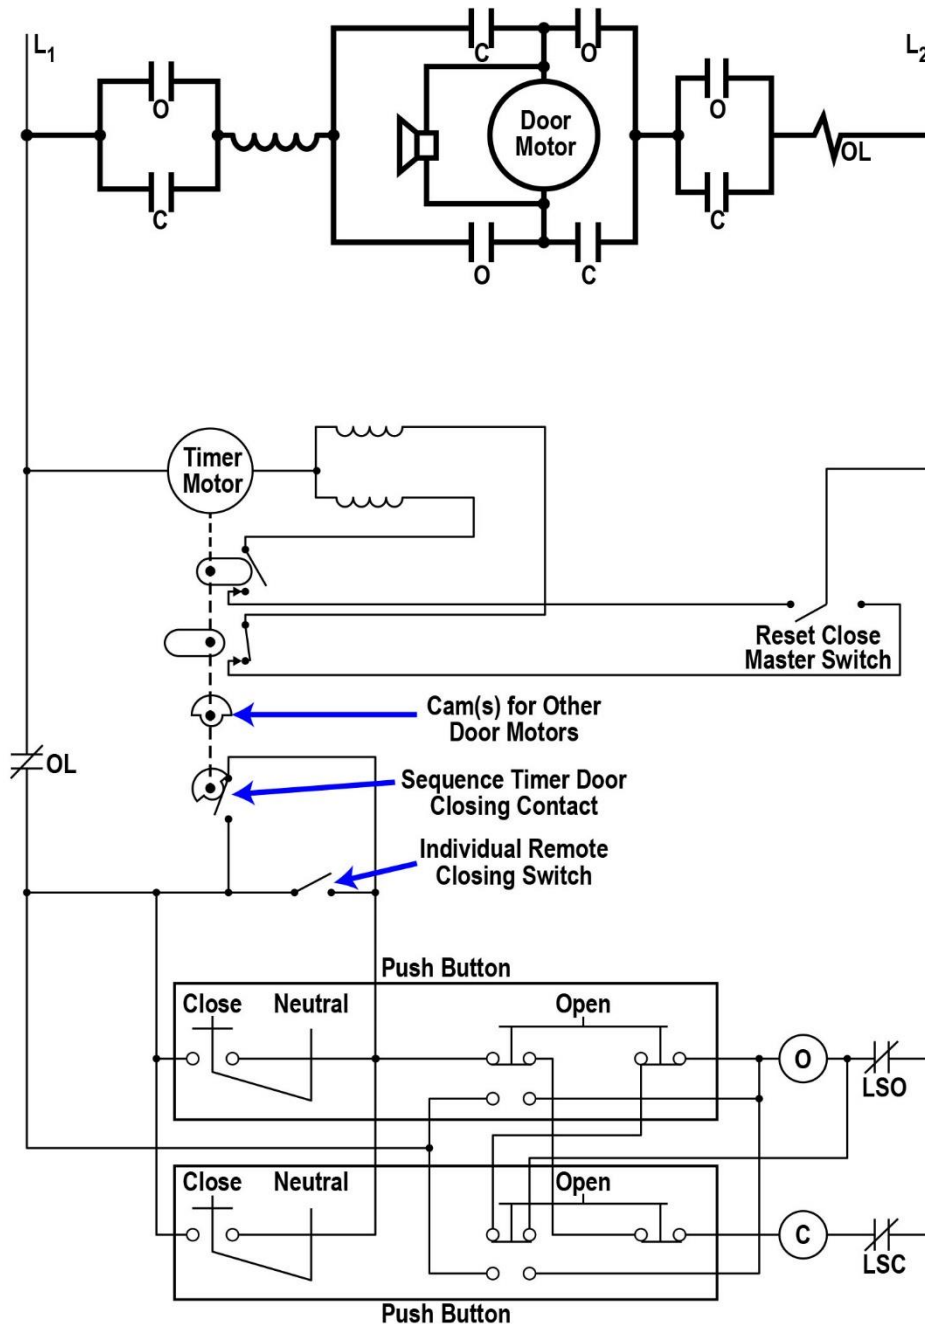 L1
L2
C
O
O
O
Door
Motor
OL
C
C
O
C
Timer
Motor
Reset Close
Master Switch
Cam(s) for Other
Door Motors
OL
Sequence Timer Door
Closing Contact
Individual Remote
Closing Switch
Push Button
Close
Neutral
Open
O
LSO
Close
Neutral
Open
C
LSC
Push Button